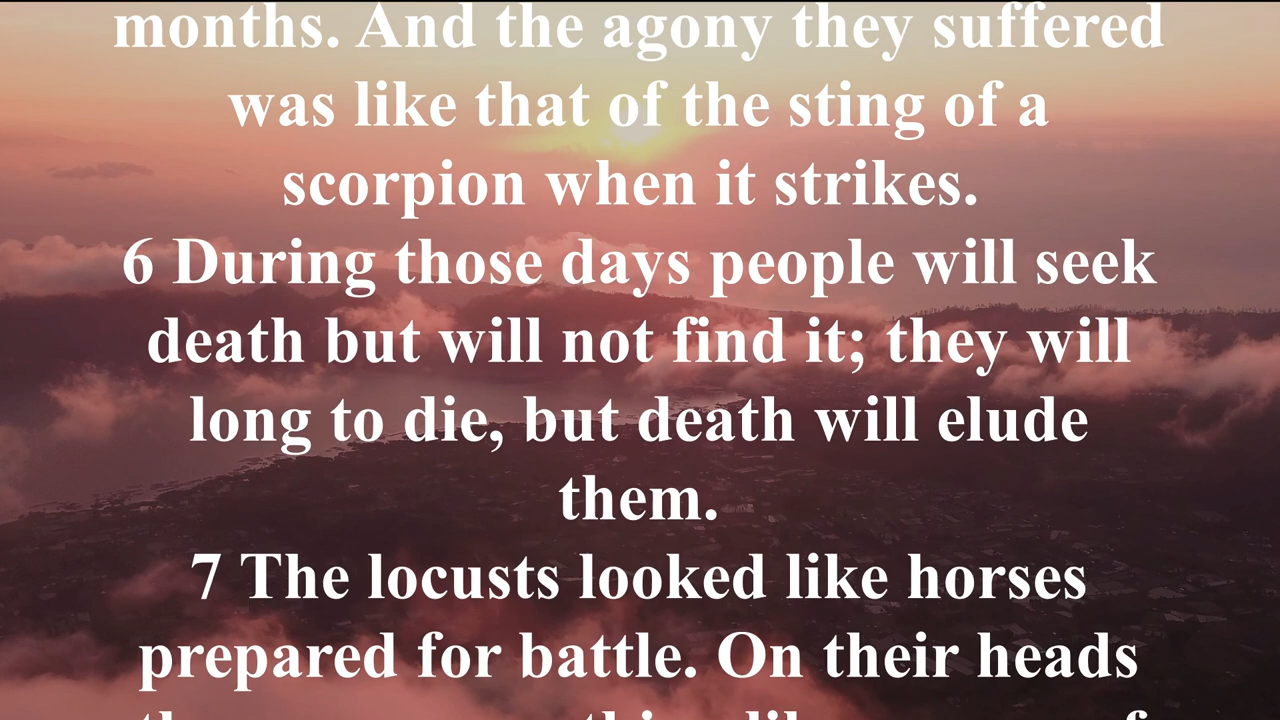 months. And the agony they suffered
was like that of the sting of a
scorpion when it strikes.
6 During those days people will seek
death but will not find it; they will
long to die, but death will elude
them.
7 The locusts looked like horses
prepared for battle. On their heads